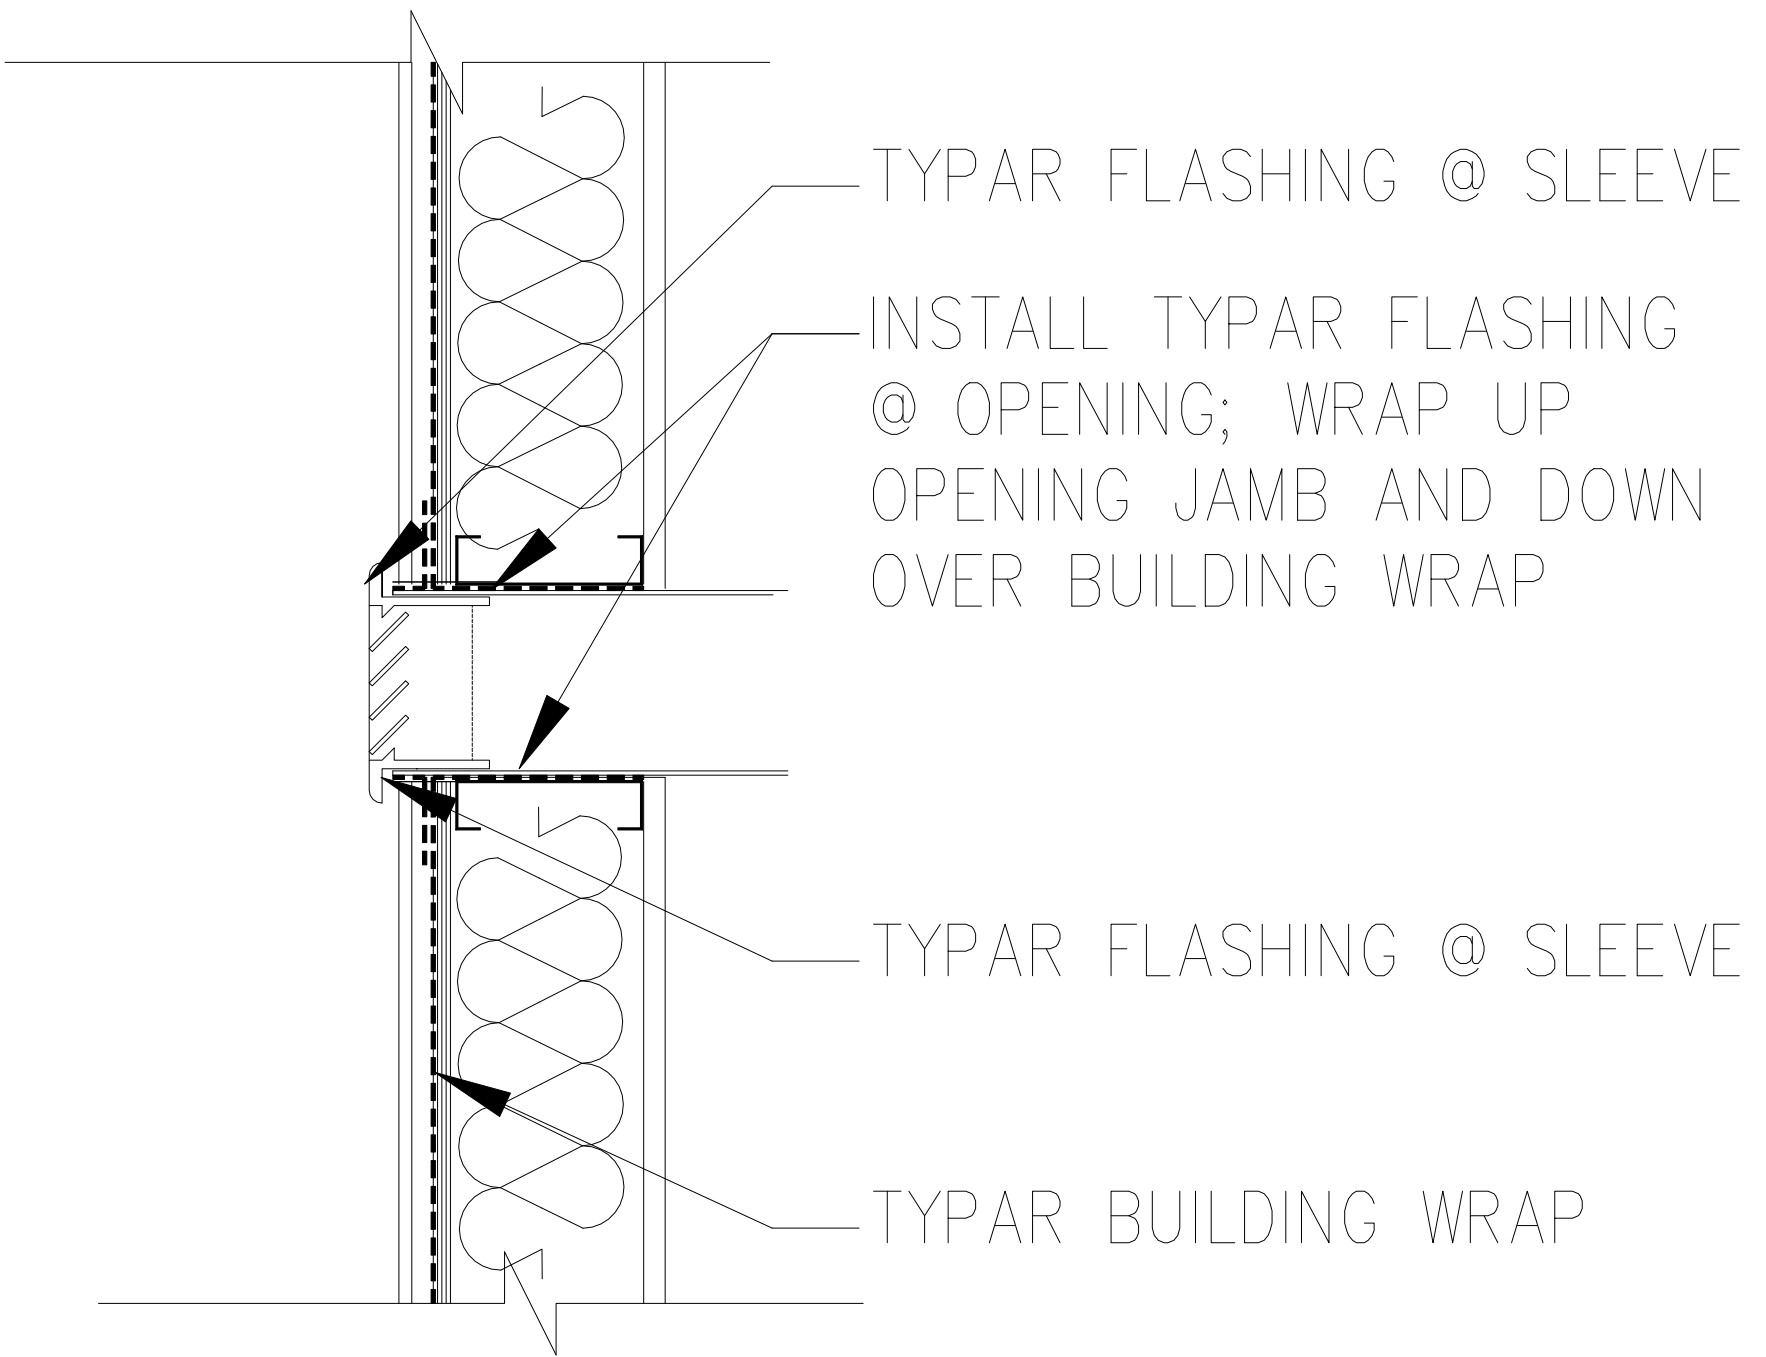 TYPAR FLASHING @ SLEEVE
INSTALL TYPAR FLASHING
@ OPENING; WRAP UP
OPENING JAMB AND DOWN
OVER BUILDING WRAP
TYPAR FLASHING @ SLEEVE
TYPAR BUILDING WRAP